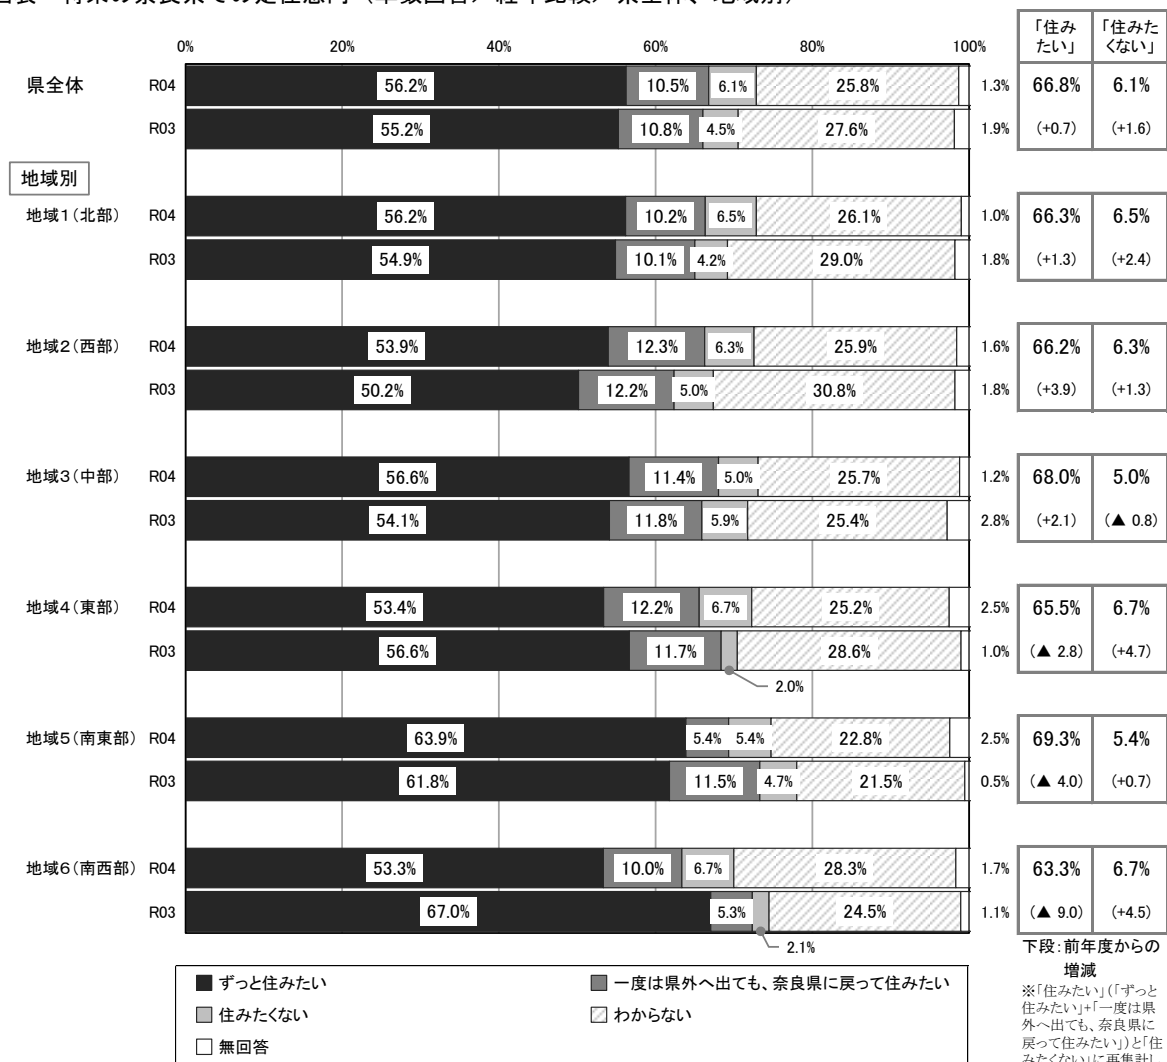 0% 20% 40% 60% 80% 100%
「住みたい」 「住みたくない」
県全体 R04 56.2% 10.5% 6.1% 25.8% 1.3% 66.8% 6.1%
R03 55.2% 10.8% 4.5% 27.6% 1.9% (+0.7) (+1.6)
地域別
地域1(北部) R04 56.2% 10.2% 6.5% 26.1% 1.0% 66.3% 6.5%
R03 54.9% 10.1% 4.2% 29.0% 1.8% (+1.3) (+2.4)
地域2(西部) R04 53.9% 12.3% 6.3% 25.9% 1.6% 66.2% 6.3%
R03 50.2% 12.2% 5.0% 30.8% 1.8% (+3.9) (+1.3)
地域3(中部) R04 56.6% 11.4% 5.0% 25.7% 1.2% 68.0% 5.0%
R03 54.1% 11.8% 5.9% 25.4% 2.8% (+2.1) (▲ 0.8)
地域4(東部) R04 53.4% 12.2% 6.7% 25.2% 2.5% 65.5% 6.7%
R03 56.6% 11.7% 28.6% 1.0% (▲ 2.8) (+4.7)
2.0%
地域5(南東部) R04 63.9% 5.4% 5.4% 22.8% 2.5% 69.3% 5.4%
R03 61.8% 11.5% 4.7% 21.5% 0.5% (▲ 4.0) (+0.7)
地域6(南西部) R04 53.3% 10.0% 6.7% 28.3% 1.7% 63.3% 6.7%
R03 67.0% 5.3% 24.5% 1.1% (▲ 9.0) (+4.5)
2.1%
下段:前年度からの
増減
ずっと住みたい 一度は県外へ出ても、奈良県に戻って住みたい
住みたくない わからない
無回答
※「住みたい」(「ずっと
住みたい」+「一度は県
外へ出ても、奈良県に
戻って住みたい」)と「住
みたくない」に再集計し